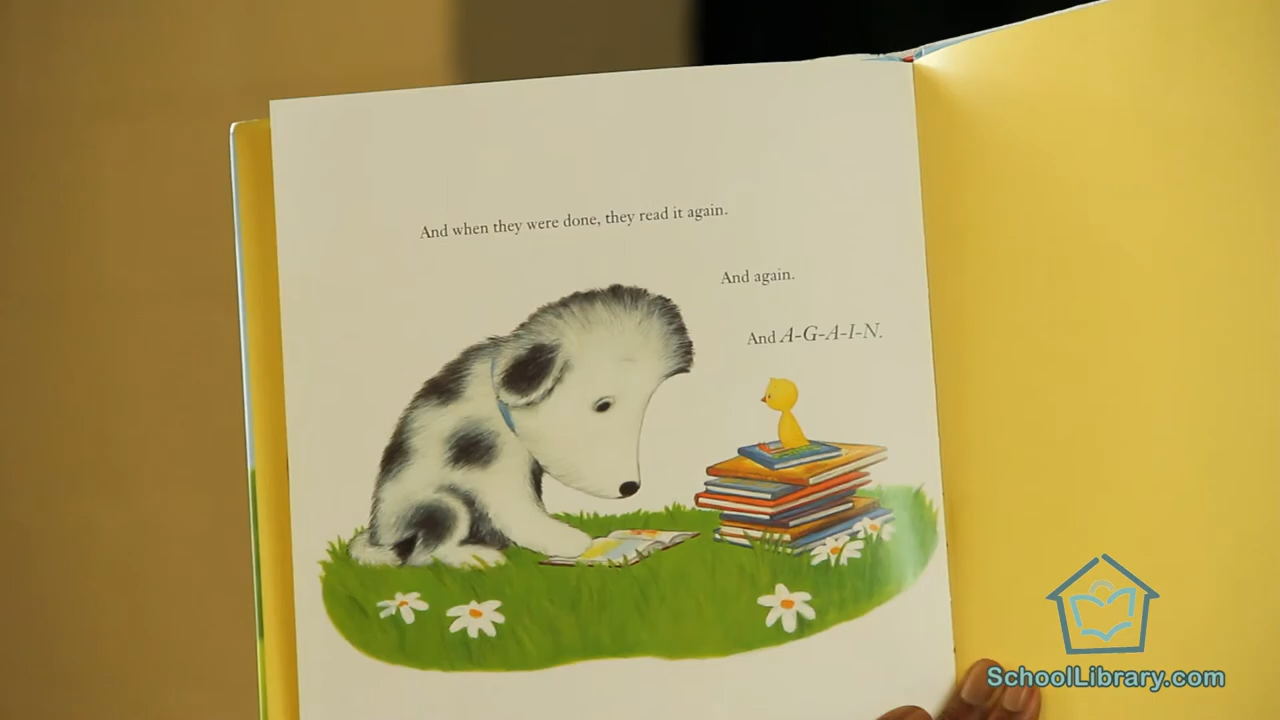 And when they were done, they read it again.
And again.
And A-G-A-I-N.
SchoolLibrary.com